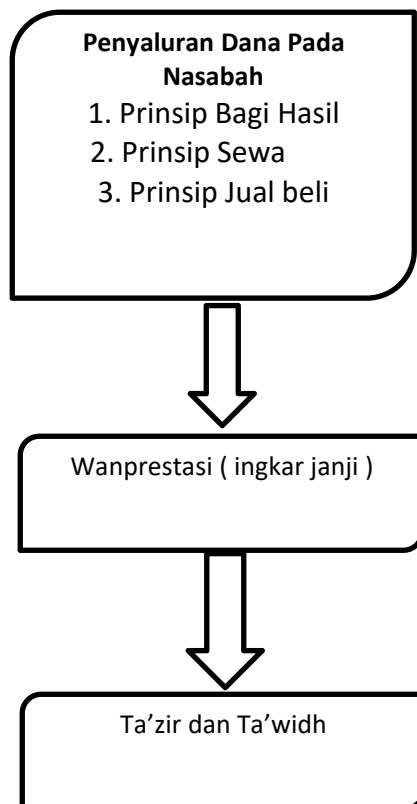 Penyaluran Dana Pada
Nasabah
1. Prinsip Bagi Hasil
2. Prinsip Sewa
3. Prinsip Jual beli
Wanprestasi ( ingkar janji )
Ta’zir dan Ta’widh